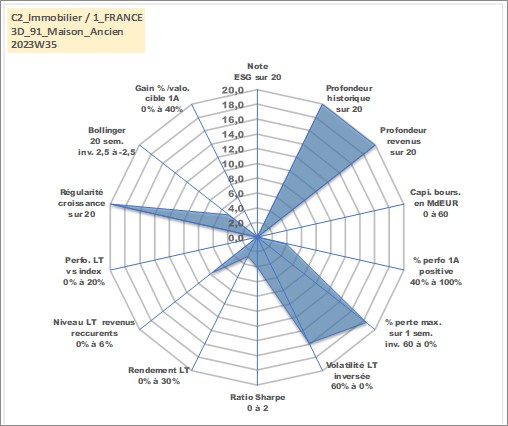 C2_Immobilier / 1_FRANCE
3D_91_Maison_Ancien
2023W35
Note
ESG sur 20
Profondeur
historique
sur 20
Profondeur
revenus
sur 20
Capi. bours.
en MdEUR
0 à 60
% perfo 1A
positive
40% à 100%
% perte max.
sur 1 sem.
inv. 60 à 0%
Volatilité LT
inversée
60% à 0%
Ratio Sharpe
0 à 2
Rendement LT
0% à 30%
Niveau LT revenus
reccurents
0% à 6%
Perfo. LT
vs index
0% à 20%
Régularité
croissance
sur 20
Bollinger
20 sem.
inv. 2,5 à -2,5
Gain % /valo.
cible 1A
0% à 40%
20,0
18,0
16,0
14,0
12,0
10,0
8,0
6,0
4,0
2,0
0,0